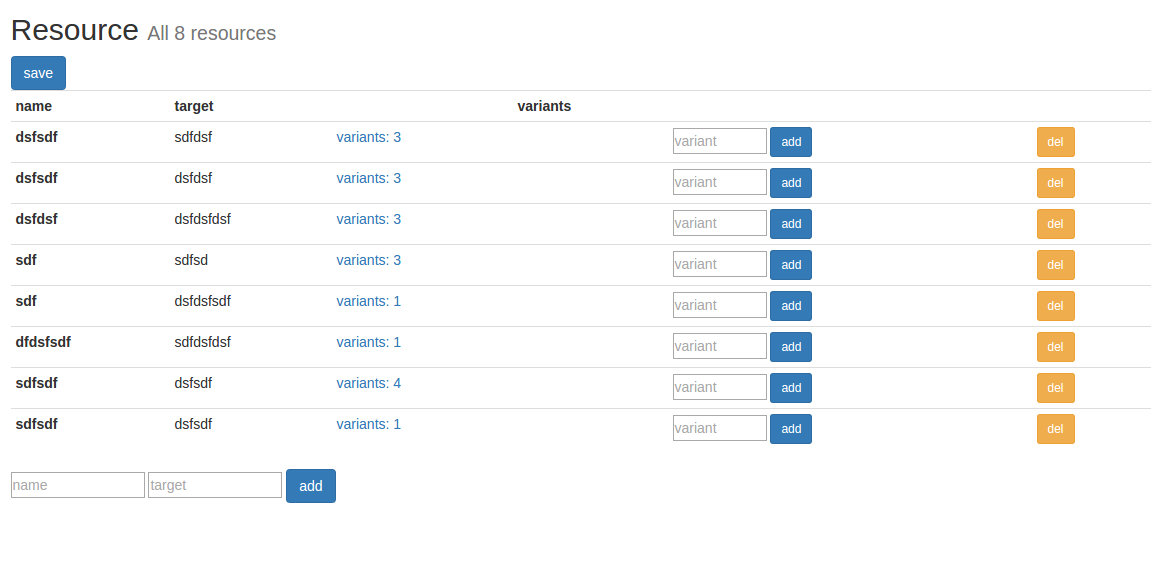 Resource All 8 resources
save
name target variants
dsfsdf sdfdsf variants: 3 variant add del
dsfsdf dsfdsf variants: 3 variant add del
dsfdsf dsfdsfdsf variants: 3 variant add del
sdf sdfsd variants: 3 variant add del
sdf dsfdsfsdf variants: 1 variant add del
dfdsfsdf sdfdsfdsf variants: 1 variant add del
sdfsdf dsfsdf variants: 4 variant add del
sdfsdf dsfsdf variants: 1 variant add del
name target add